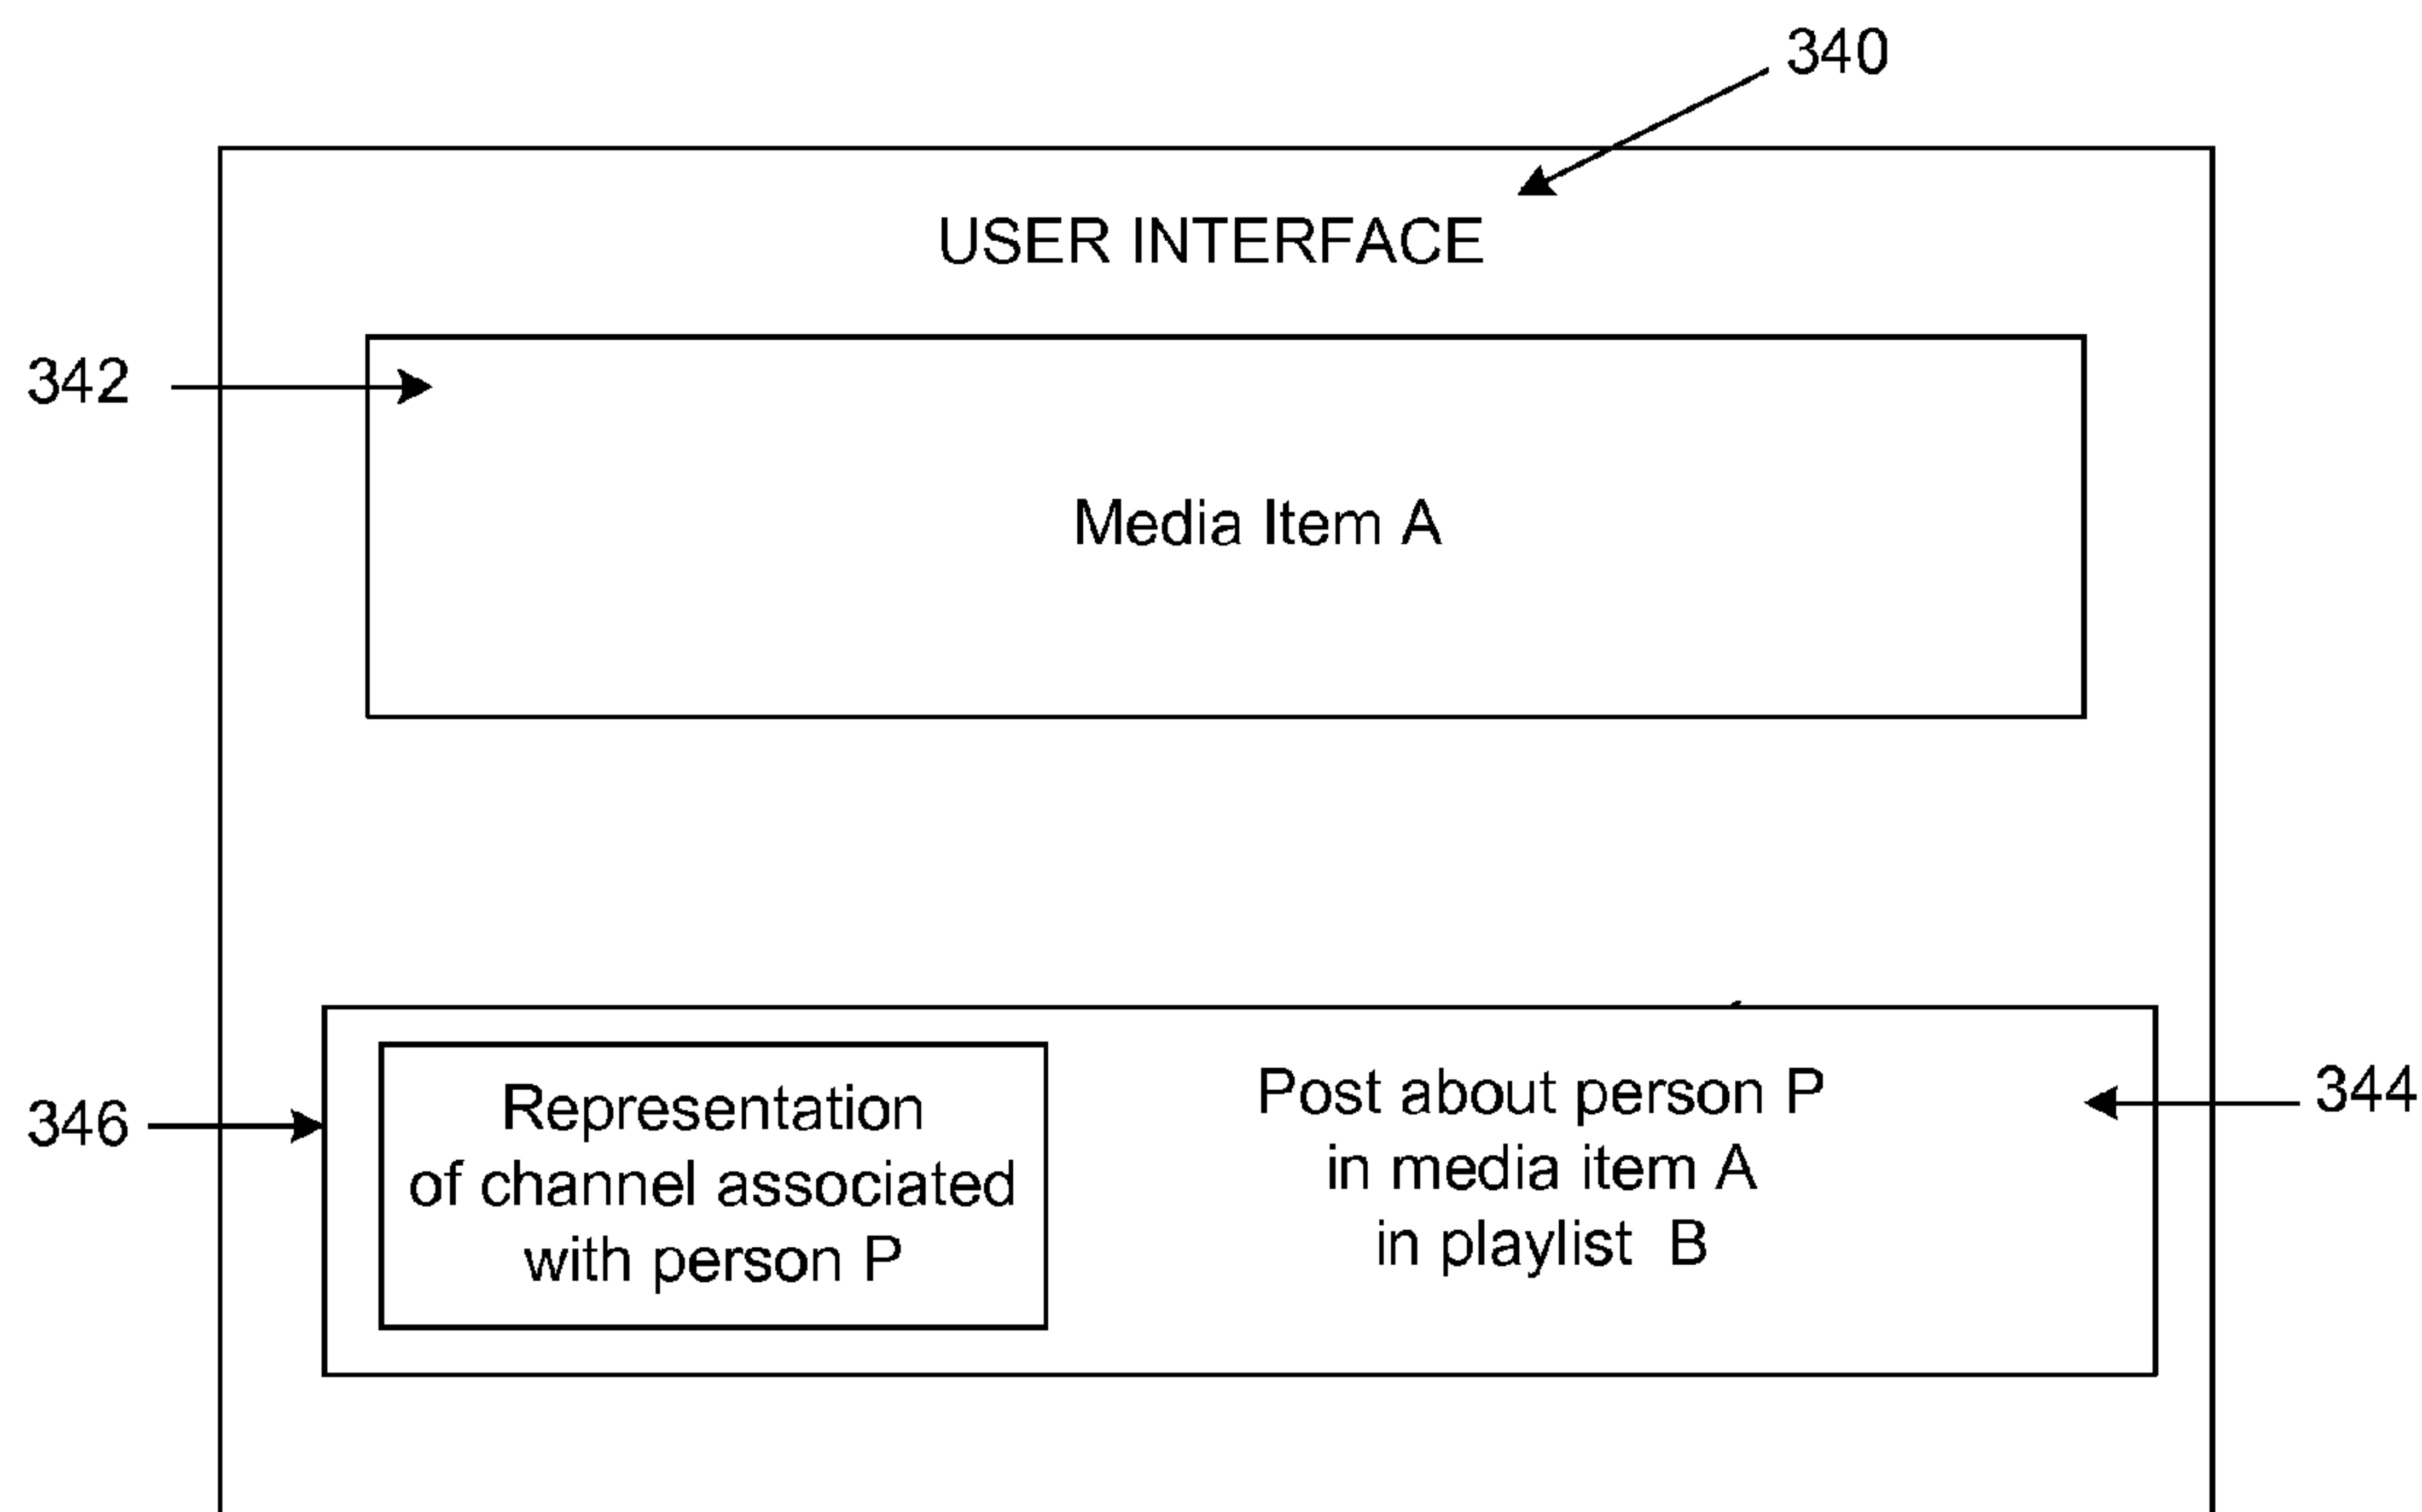 340
USER INTERFACE
342
Media Item A
346
Representation
of channel associated
with person P
Post about person P
in media item A
in playlist B
344